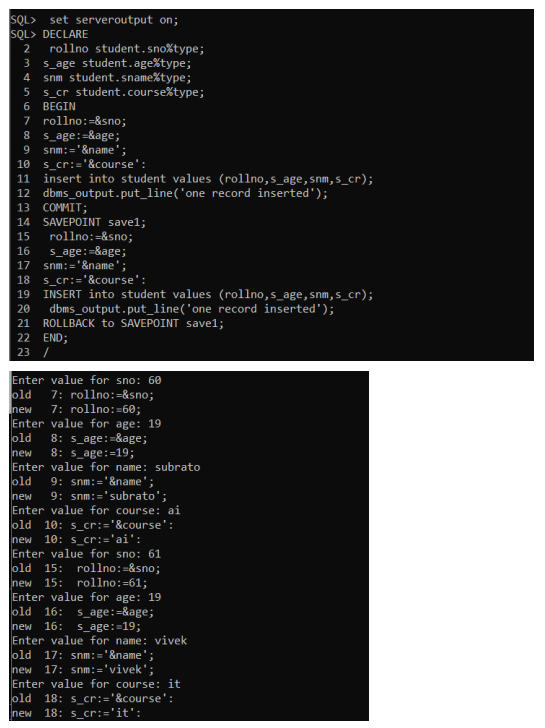 SQL>  set serveroutput on;
SQL> DECLARE
  2   rollno student.sno%type;
  3  s_age student.age%type;
  4  snm student.sname%type;
  5  s_cr student.course%type;
  6  BEGIN
  7  rollno:=&sno;
  8  s_age:=&age;
  9  snm:='&name';
 10  s_cr:='&course':
 11  insert into student values (rollno,s_age,snm,s_cr);
 12  dbms_output.put_line('one record inserted');
 13  COMMIT;
 14  SAVEPOINT save1;
 15   rollno:=&sno;
 16   s_age:=&age;
 17  snm:='&name';
 18  s_cr:='&course':
 19  INSERT into student values (rollno,s_age,snm,s_cr);
 20   dbms_output.put_line('one record inserted');
 21  ROLLBACK to SAVEPOINT save1;
 22  END;
 23  /
Enter value for sno: 60
old   7: rollno:=&sno;
new   7: rollno:=60;
Enter value for age: 19
old   8: s_age:=&age;
new   8: s_age:=19;
Enter value for name: subrato
old   9: snm:='&name';
new   9: snm:='subrato';
Enter value for course: ai
old  10: s_cr:='&course':
new  10: s_cr:='ai':
Enter value for sno: 61
old  15:  rollno:=&sno;
new  15:  rollno:=61;
Enter value for age: 19
old  16:  s_age:=&age;
new  16:  s_age:=19;
Enter value for name: vivek
old  17: snm:='&name';
new  17: snm:='vivek';
Enter value for course: it
old  18: s_cr:='&course':
new  18: s_cr:='it':